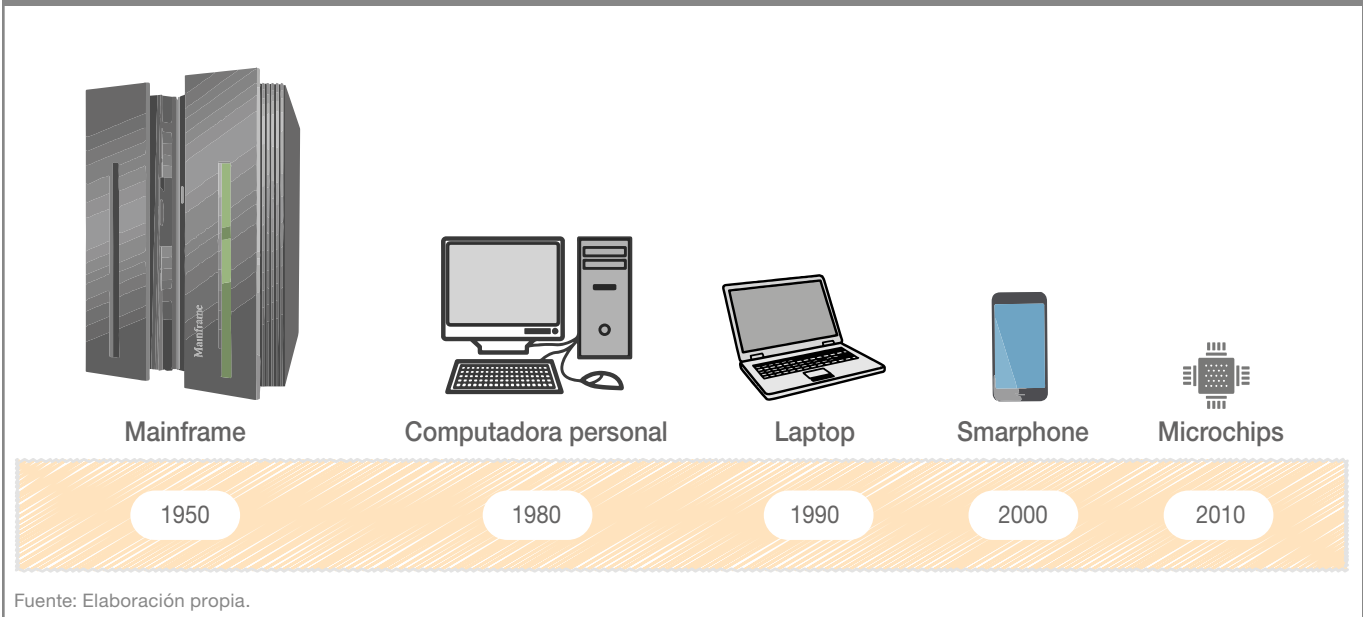 Mainframe
Mainframe
Computadora personal
Laptop
Smarphone
Microchips
1950
1980
1990
2000
2010
Fuente: Elaboración propia.